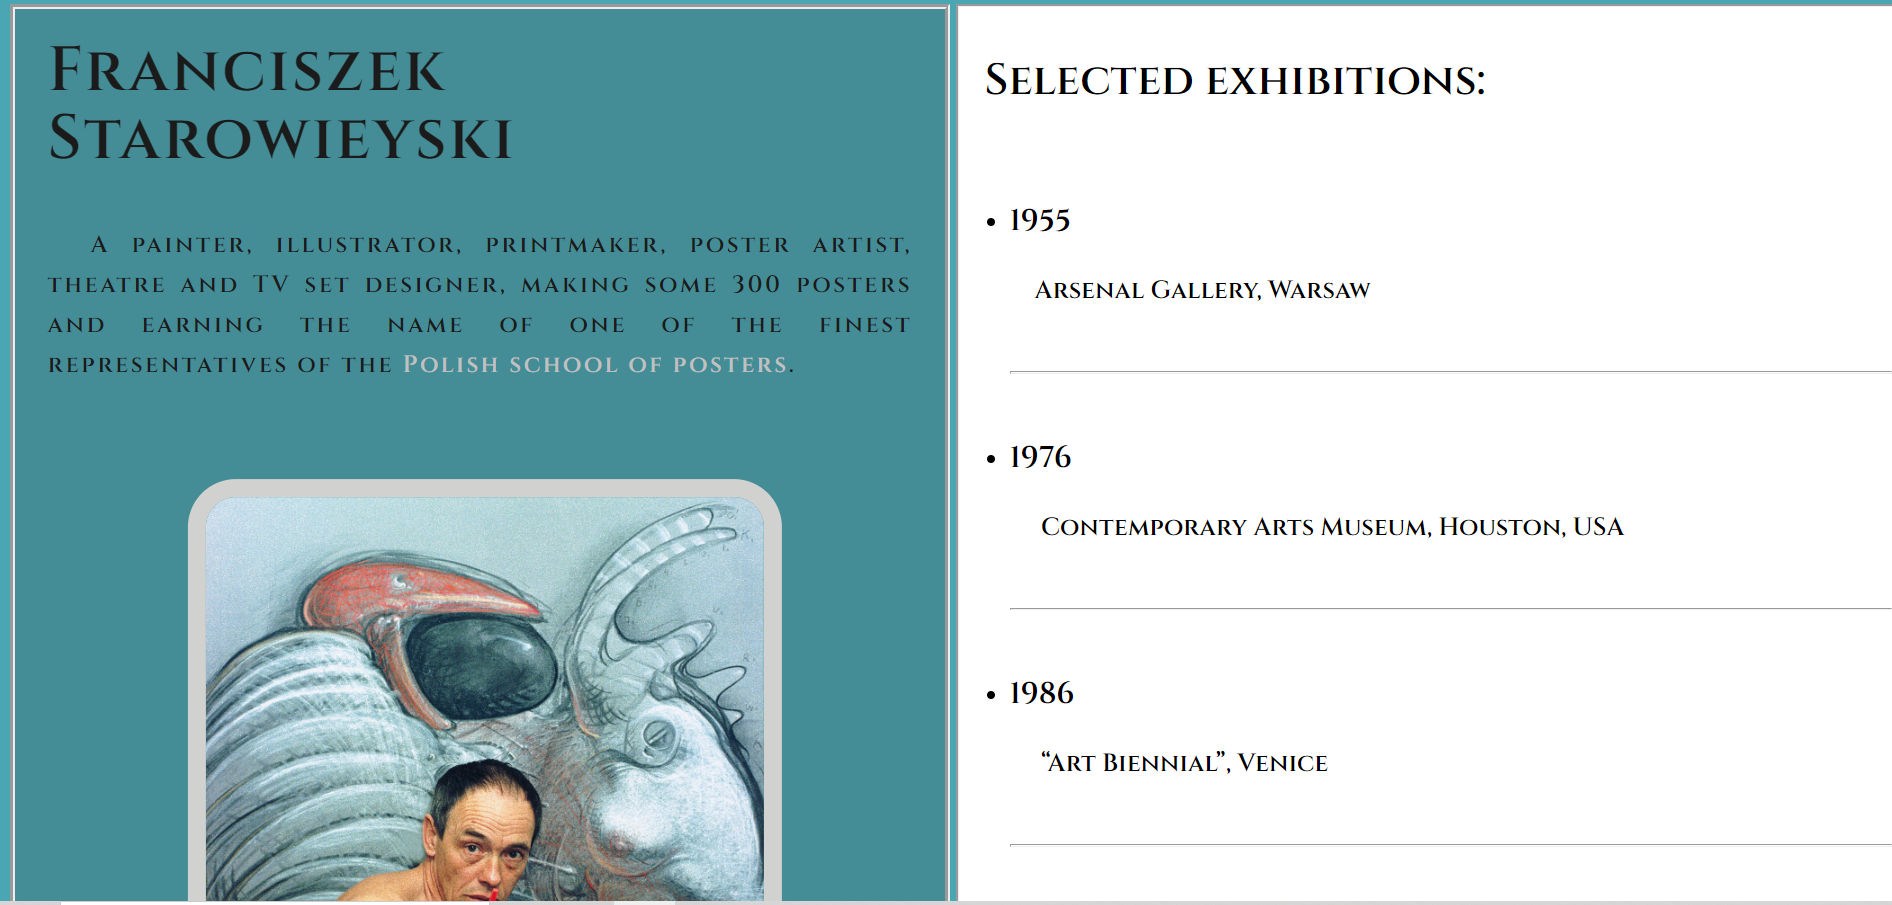 Franciszek
Starowieyski
A painter, illustrator, printmaker, poster artist,
theatre and TV set designer, making some 300 posters
and earning the name of one of the finest
representatives of the Polish school of posters.
Selected exhibitions:
• 1955
Arsenal Gallery, Warsaw
• 1976
Contemporary Arts Museum, Houston, USA
• 1986
“Art Biennial”, Venice